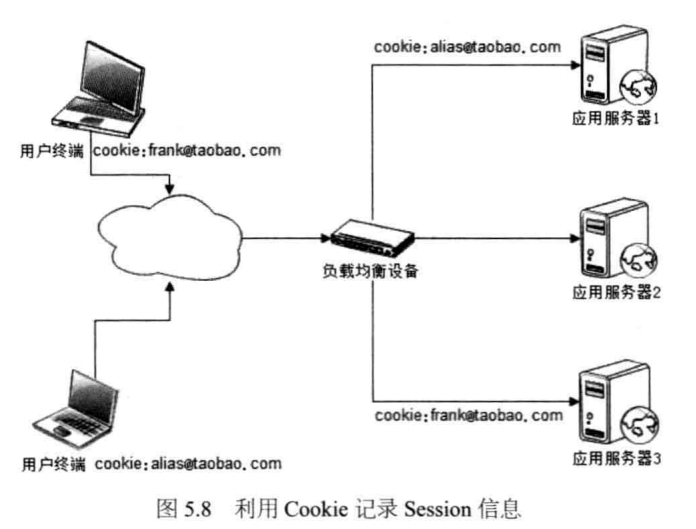 cookie:alias@taobao.com
应用服务器1
用户终端 cookie:frank@taobao.com
负载均衡设备
应用服务器2
cookie:frank@taobao.com
用户终端 cookie:alias@taobao.com
应用服务器3
图 5.8 利用 Cookie 记录 Session 信息